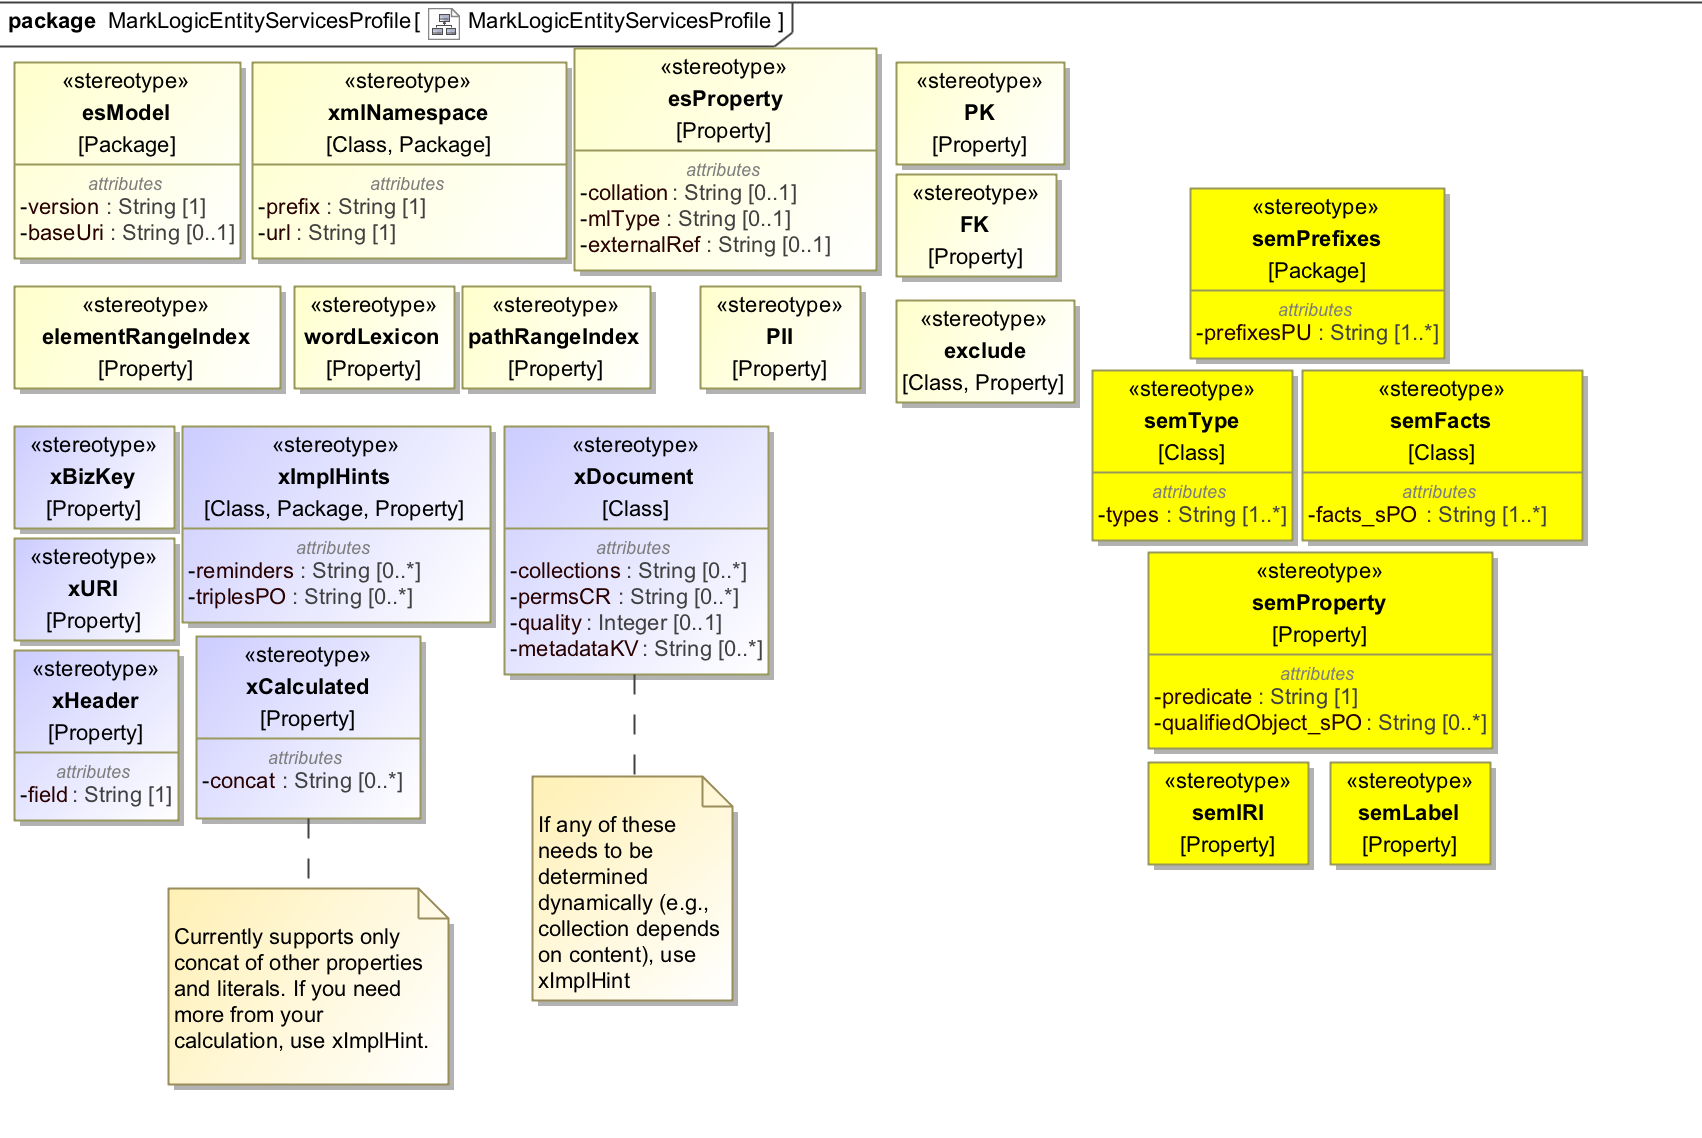 package MarkLogicEntityServicesProfile[ MarkLogicEntityServicesProfile ]
«stereotype»
esModel
[Package]
attributes
-version : String [1]
-baseUri : String [0..1]
«stereotype»
xmlNamespace
[Class, Package]
attributes
-prefix : String [1]
-url : String [1]
«stereotype»
esProperty
[Property]
attributes
-collation : String [0..1]
-mlType : String [0..1]
-externalRef : String [0..1]
«stereotype»
PK
[Property]
«stereotype»
FK
[Property]
«stereotype»
semPrefixes
[Package]
attributes
-prefixesPU : String [1..*]
«stereotype»
elementRangeIndex
[Property]
«stereotype»
wordLexicon
[Property]
«stereotype»
pathRangeIndex
[Property]
«stereotype»
PII
[Property]
«stereotype»
exclude
[Class, Property]
«stereotype»
semType
[Class]
attributes
-types : String [1..*]
«stereotype»
semFacts
[Class]
attributes
-facts_sPO : String [1..*]
«stereotype»
xBizKey
[Property]
«stereotype»
xImplHints
[Class, Package, Property]
attributes
-reminders : String [0..*]
-triplesPO : String [0..*]
«stereotype»
xDocument
[Class]
attributes
-collections : String [0..*]
-permsCR : String [0..*]
-quality : Integer [0..1]
-metadataKV : String [0..*]
«stereotype»
xURI
[Property]
«stereotype»
semProperty
[Property]
attributes
-predicate : String [1]
-qualifiedObject_sPO : String [0..*]
«stereotype»
xHeader
[Property]
attributes
-field : String [1]
«stereotype»
xCalculated
[Property]
attributes
-concat : String [0..*]
«stereotype»
semIRI
[Property]
«stereotype»
semLabel
[Property]
If any of these
needs to be
determined
dynamically (e.g.,
collection depends
on content), use
xImplHint
Currently supports only
concat of other properties
and literals. If you need
more from your
calculation, use xImplHint.